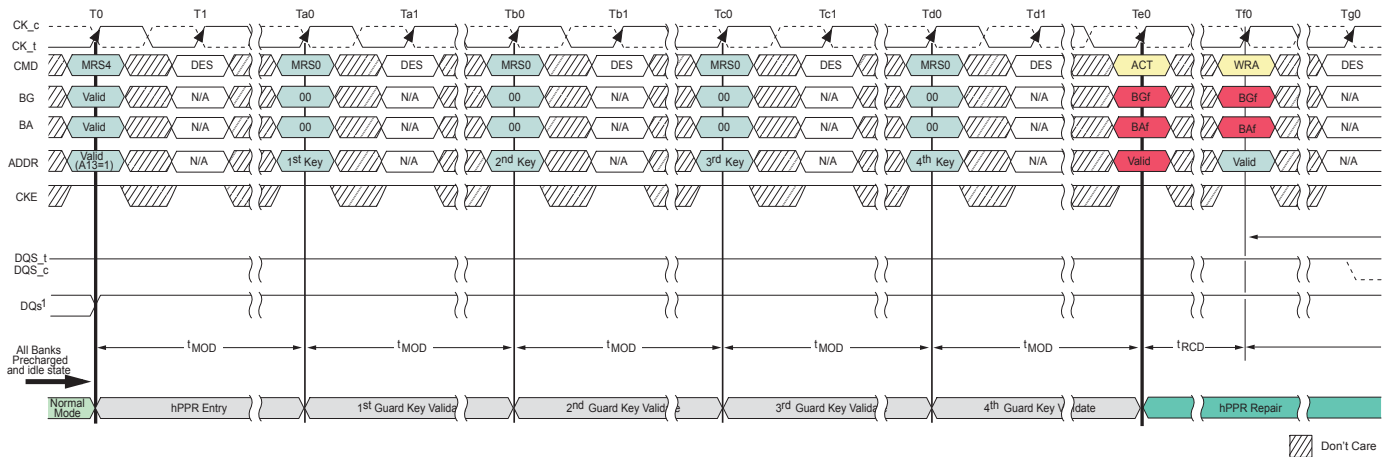 T0 T1 Ta0 Ta1 Tb0 Tb1 Tc0 Tc1 Td0 Td1 Te0 Tf0 Tg0
CK_c
CK_t
CMD MRS4 DES MRS0 DES MRS0 DES MRS0 DES MRS0 DES ACT WRA DES
BG Valid N/A 00 N/A 00 N/A 00 N/A 00 N/A BGf BGf N/A
BA Valid N/A 00 N/A 00 N/A 00 N/A 00 N/A BAf BAf N/A
ADDR Valid (A13=1) N/A 1st Key N/A 2nd Key N/A 3rd Key N/A 4th Key N/A Valid Valid N/A
CKE
DQS_t
DQS_c
DQs1
tMOD tMOD tMOD tMOD tMOD tRCD
All Banks
Precharged
and idle state
Normal Mode hPPR Entry 1st Guard Key Valida 2nd Guard Key Valid e 3rd Guard Key Valida 4th Guard Key V idate hPPR Repair
Don't Care